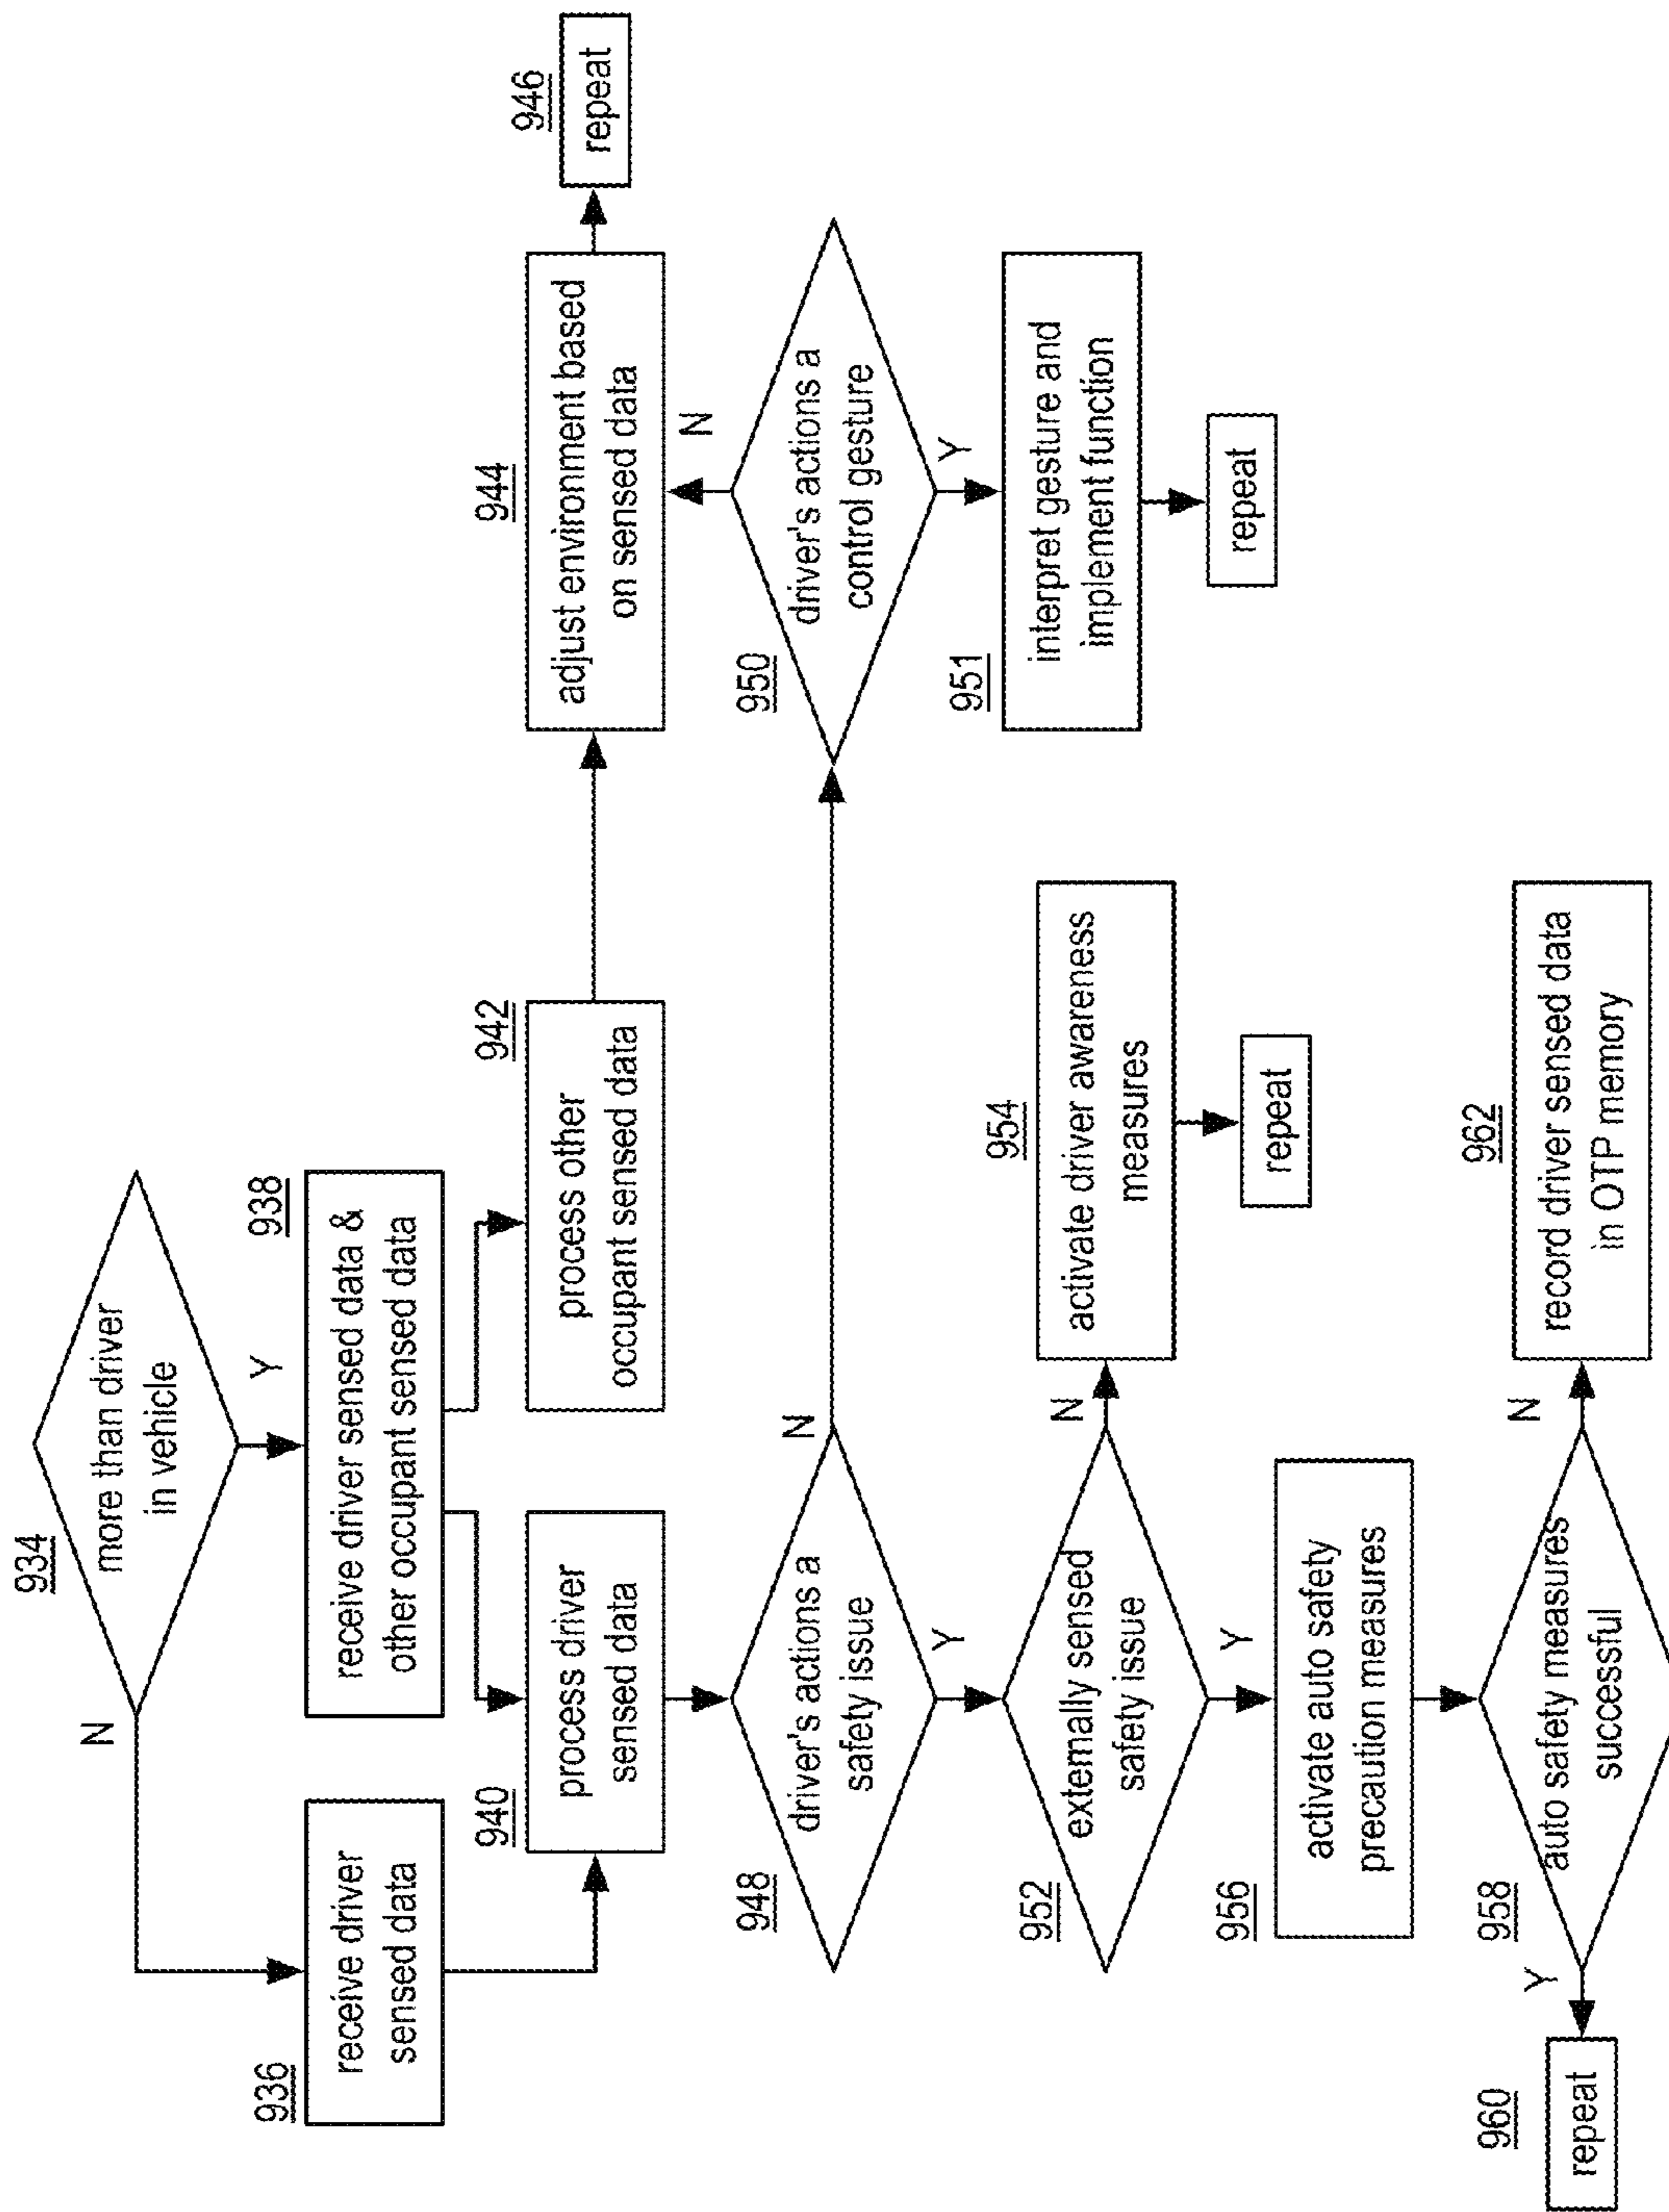 934
more than driver
in vehicle
N
Y
936
receive driver
sensed data
938
receive driver sensed data &
other occupant sensed data
940
process driver
sensed data
942
process other
occupant sensed data
944
adjust environment based
on sensed data
946
repeat
948
driver's actions a
safety issue
N
Y
950
driver's actions a
control gesture
N
Y
951
interpret gesture and
implement function
repeat
952
externally sensed
safety issue
N
Y
954
activate driver awareness
measures
repeat
956
activate auto safety
precaution measures
958
auto safety measures
successful
Y
N
960
repeat
962
record driver sensed data
in OTP memory